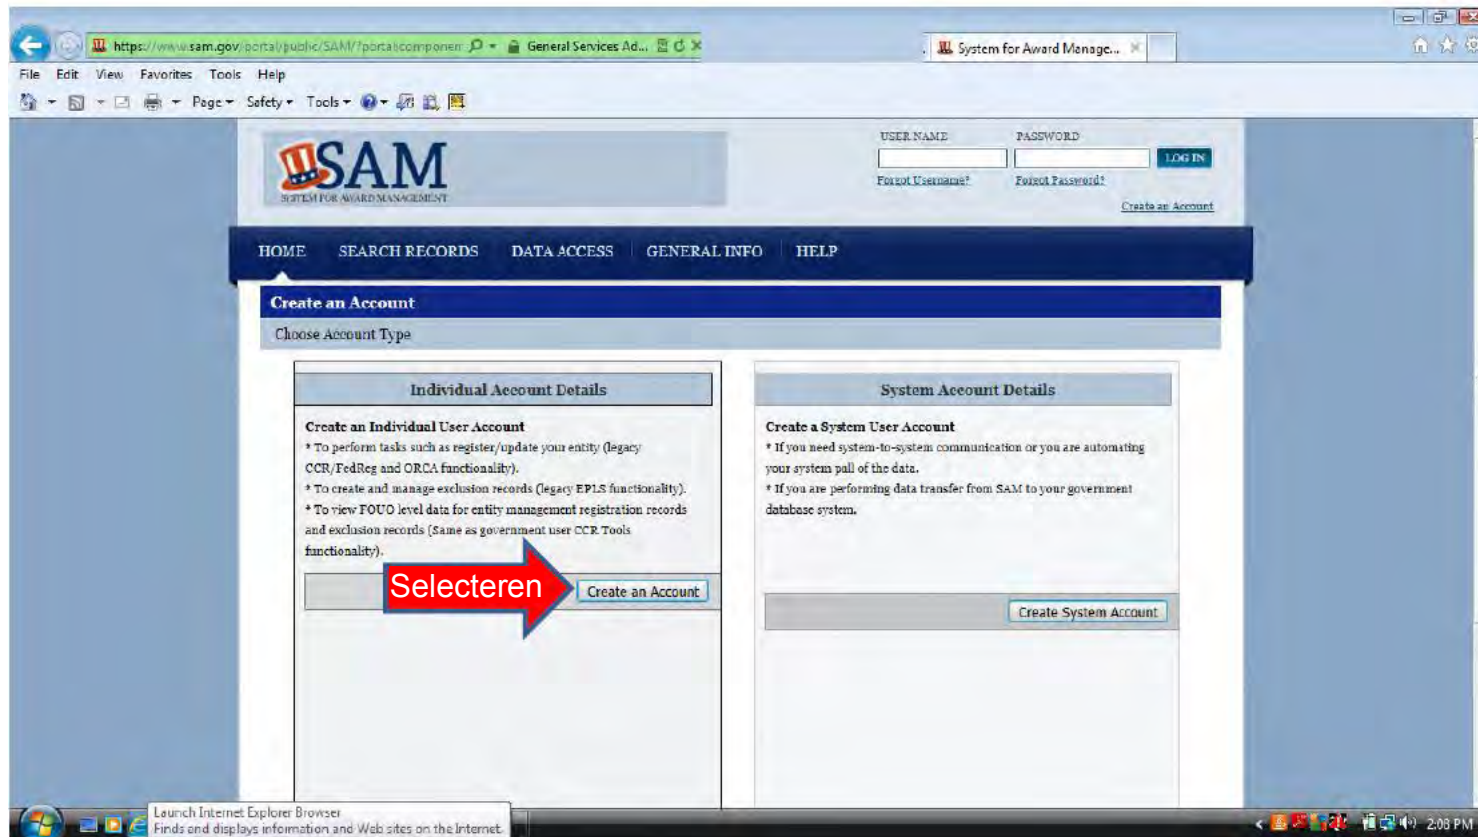 https://www.sam.gov/portal/public/SAM/?portal:componen
General Services Ad...
System for Award Manage...
File Edit View Favorites Tools Help
Page Safety Tools
SAM
SYSTEM FOR AWARD MANAGEMENT
USER NAME PASSWORD
LOG IN
Forgot Username? Forgot Password?
Create an Account
HOME SEARCH RECORDS DATA ACCESS GENERAL INFO HELP
Create an Account
Choose Account Type
Individual Account Details
Create an Individual User Account
* To perform tasks such as register/update your entity (legacy
CCR/FedReg and ORCA functionality).
* To create and manage exclusion records (legacy EPLS functionality).
* To view FOUO level data for entity management registration records
and exclusion records (Same as government user CCR Tools
functionality).
Selecteren
Create an Account
System Account Details
Create a System User Account
* If you need system-to-system communication or you are automating
your system pull of the data.
* If you are performing data transfer from SAM to your government
database system.
Create System Account
Launch Internet Explorer Browser
Finds and displays information and Web sites on the Internet.
2:08 PM